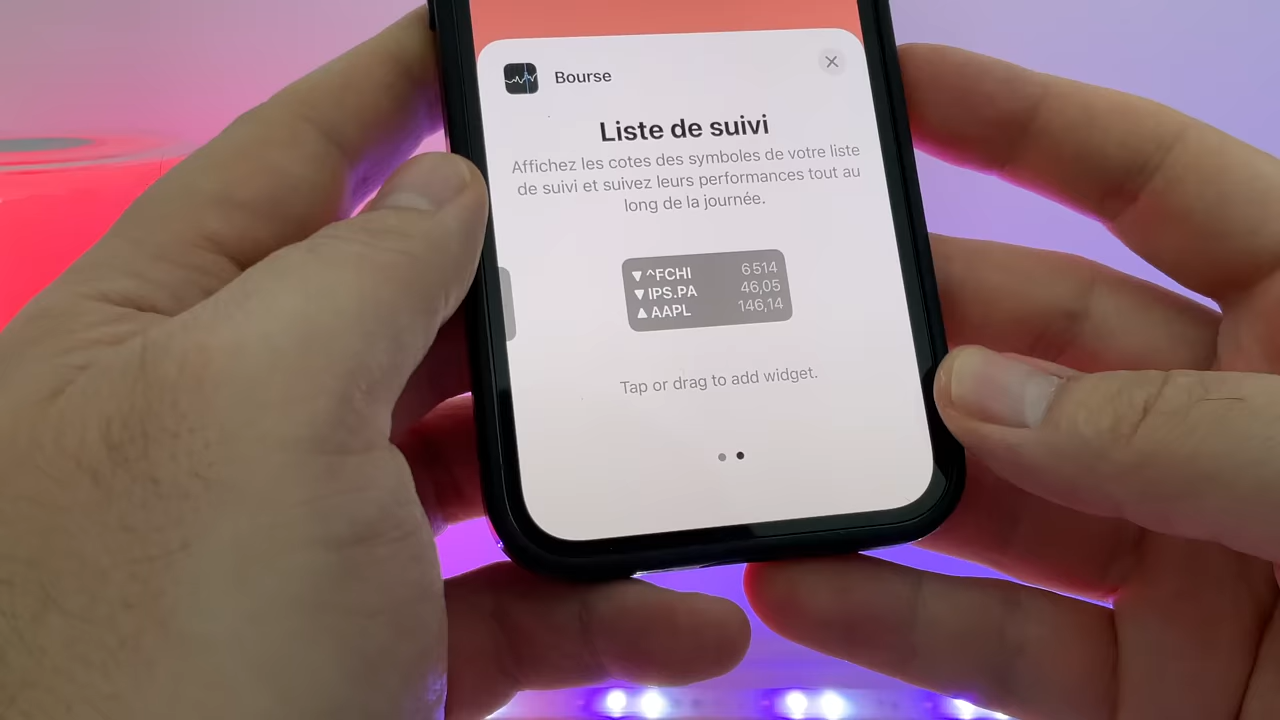 Bourse
Liste de suivi
Affichez les cotes des symboles de votre liste
de suivi et suivez leurs performances tout au
long de la journée.
▼ ^FCHI 6 514
▼ IPS.PA 46,05
▲ AAPL 146,14
Tap or drag to add widget.